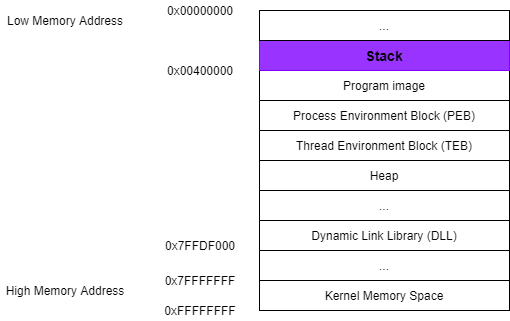 Low Memory Address
0x00000000
...
Stack
0x00400000
Program image
Process Environment Block (PEB)
Thread Environment Block (TEB)
Heap
...
0x7FFDF000
Dynamic Link Library (DLL)
0x7FFFFFFF
...
High Memory Address
Kernel Memory Space
0xFFFFFFFF